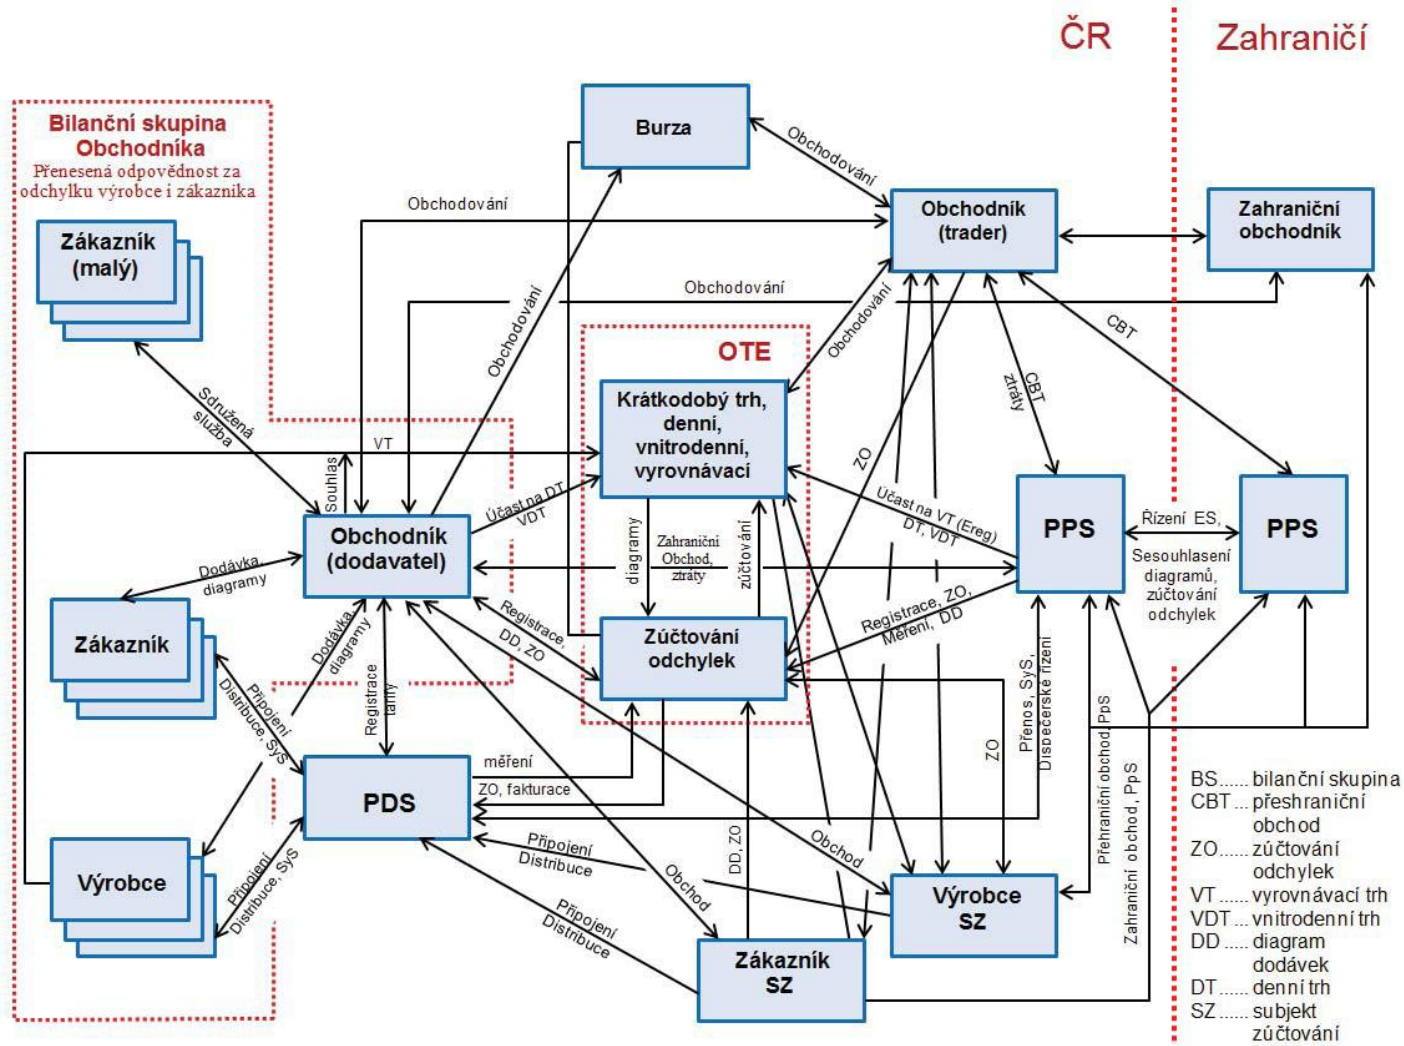 ČR
Zahraničí
Bilanční skupina
Obchodníka
Přenesená odpovědnost za
odchylku výrobce i zákaznika
Zákazník
(malý)
Burza
Obchodování
Obchodník
(trader)
Zahraniční
obchodník
Obchodování
Obchodování
Obchodování
Obchodování
CBT
CBT
ztráty
OTE
Krátkodobý trh,
denní,
vnitrodenní,
vyrovnávací
Sdružená
služba
VT
Souhlas
Účast na DT,
VDT
ZO
Účast na VT (Ereg)
DT, VDT
PPS
Řízení ES,
Sesouhlasení
diagramů,
zúčtování
odchylek
PPS
Obchodník
(dodavatel)
diagramy
Zahraniční
Obchod,
ztráty
zúčtování
Dodávka,
diagramy
Zákazník
Dodávka,
diagramy
Registrace,
DD, ZO
Zúčtování
odchylek
Registrace, ZO,
Měření, DD
Připojení
Distribuce, SyS
Registrace
tarify
měření
ZO, fakturace
PDS
ZO
Přenos, SyS,
Dispečerské řízení
Přehraniční obchod, PpS
Zahraniční obchod, PpS
Výrobce
Připojení
Distribuce, SyS
Připojení
Distribuce
Připojení
Distribuce
Obchod
Obchod
DD, ZO
Výrobce
SZ
Zákazník
SZ
BS..... bilanční skupina
CBT ... přeshraniční
obchod
ZO...... zúčtování
odchylek
VT ...... vyrovnávací trh
VDT .... vnitrodenní trh
DD ..... diagram
dodávek
DT ...... denní trh
SZ ...... subjekt
zúčtování